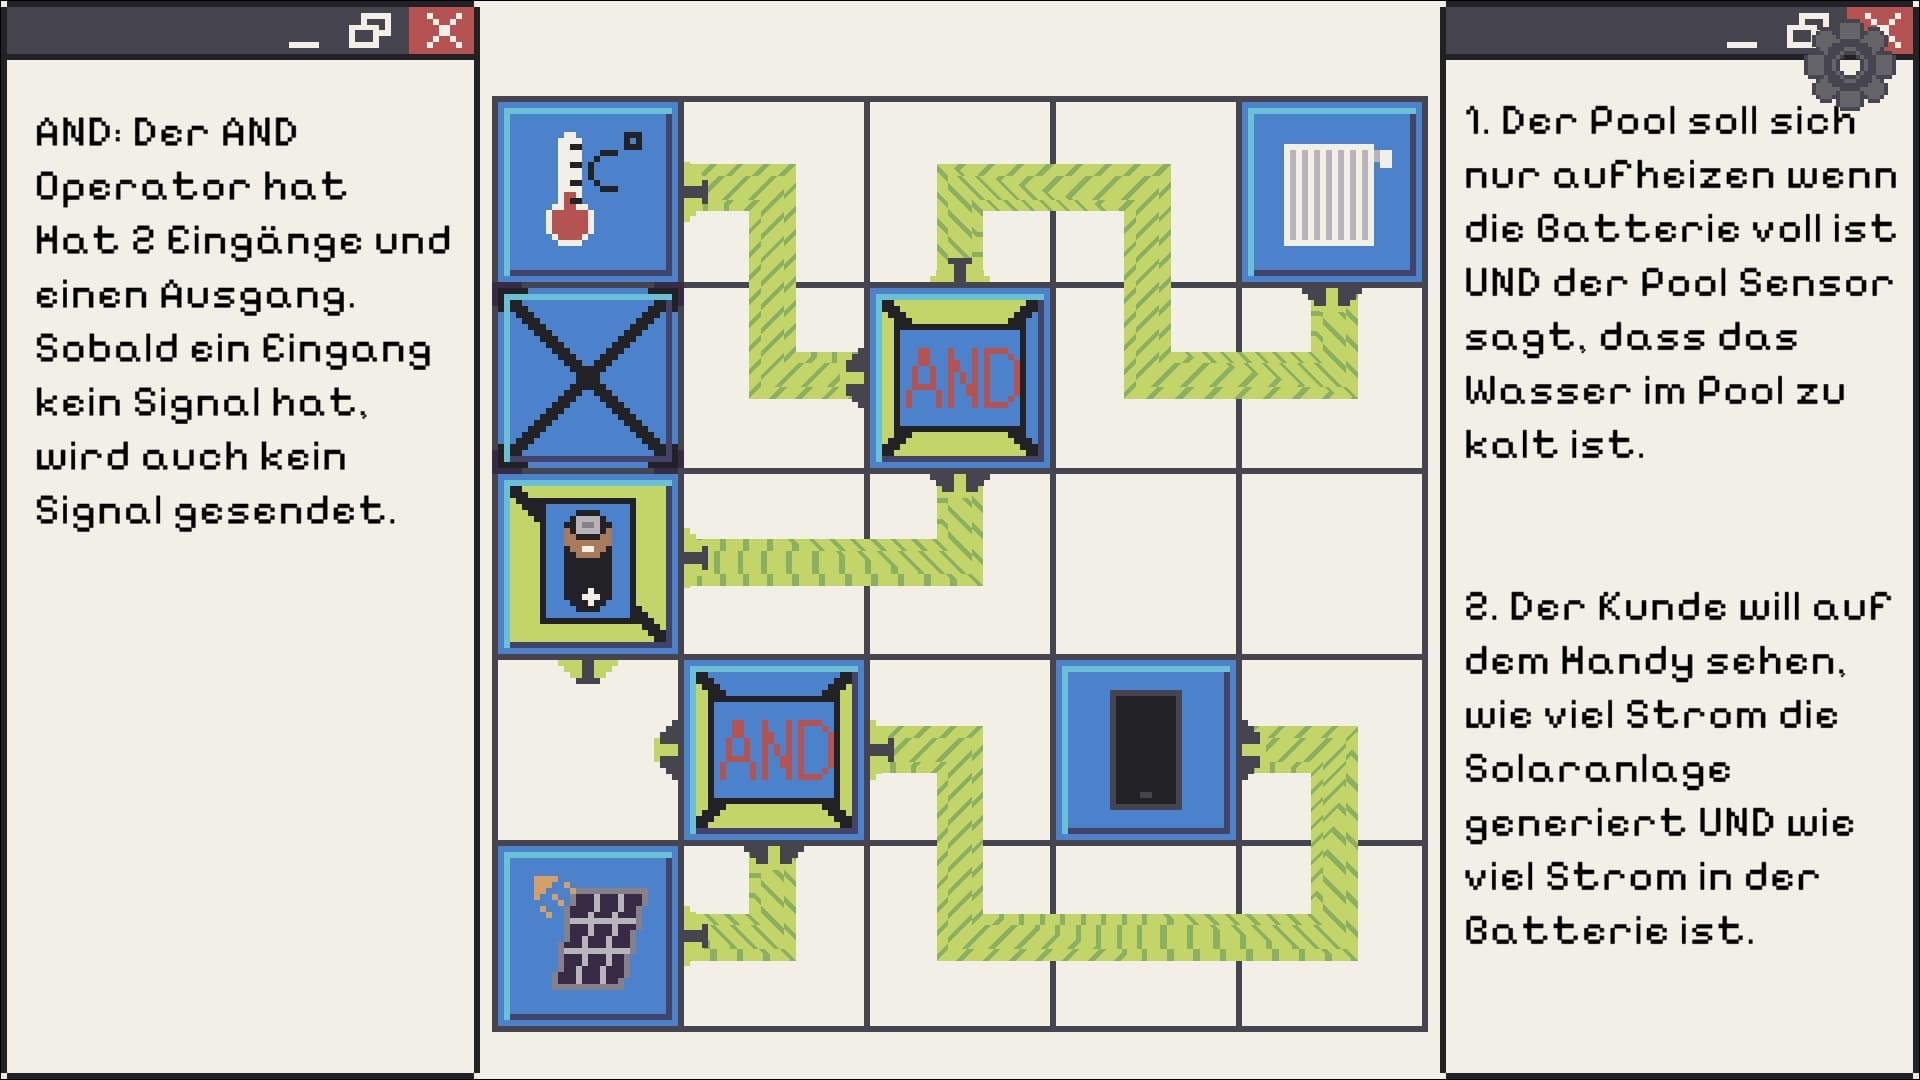 AND: Der AND
Operator hat
Hat 2 Eingänge und
einen Ausgang.
Sobald ein Eingang
kein Signal hat,
wird auch kein
Signal gesendet.
°C
AND
AND
1. Der Pool soll sich
nur aufheizen wenn
die Batterie voll ist
UND der Pool Sensor
sagt, dass das
Wasser im Pool zu
kalt ist.
2. Der Kunde will auf
dem Handy sehen,
wie viel Strom die
Solaranlage
generiert UND wie
viel Strom in der
Batterie ist.